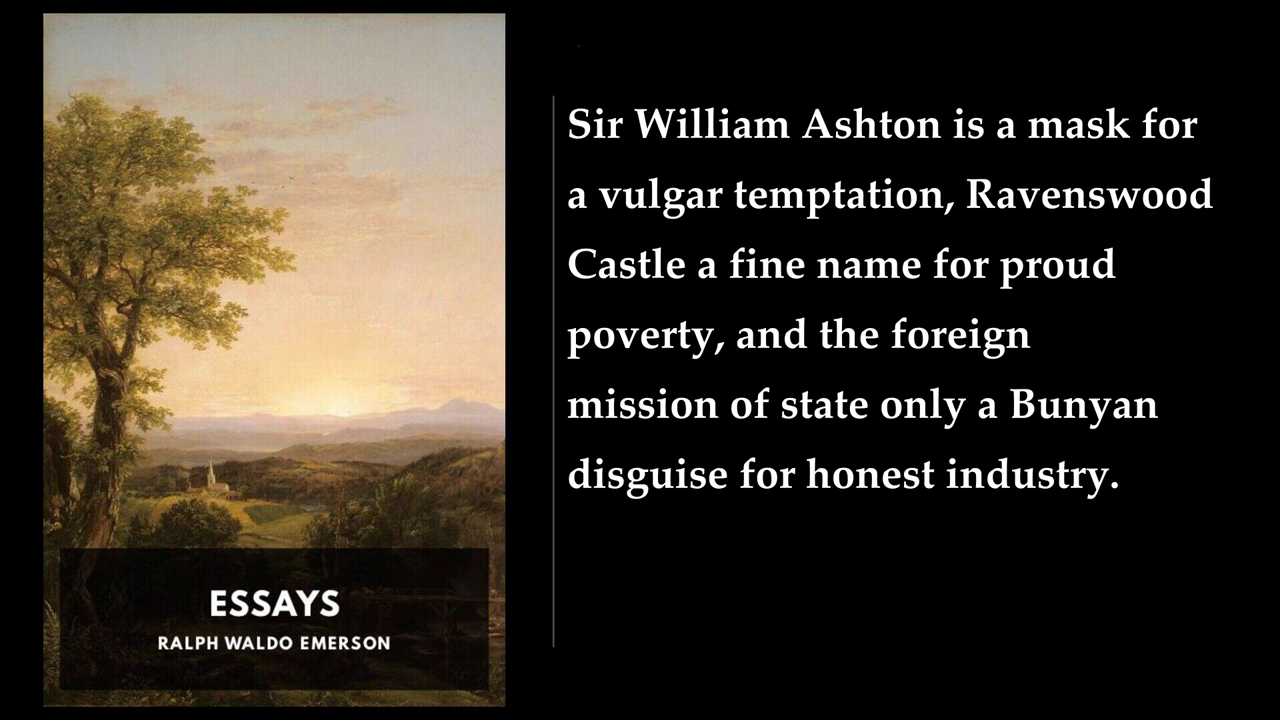 ESSAYS
RALPH WALDO EMERSON
Sir William Ashton is a mask for
a vulgar temptation, Ravenswood
Castle a fine name for proud
poverty, and the foreign
mission of state only a Bunyan
disguise for honest industry.